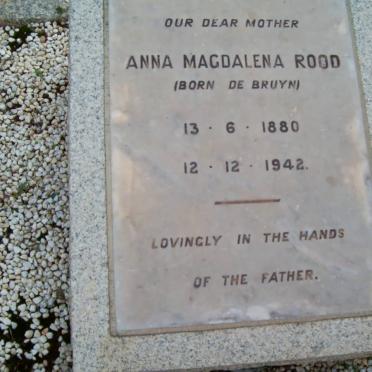 OUR DEAR MOTHER
ANNA MAGDALENA ROOD
(BORN DE BRUYN)
13 · 6 · 1880
12 · 12 · 1942.
LOVINGLY IN THE HANDS
OF THE FATHER.